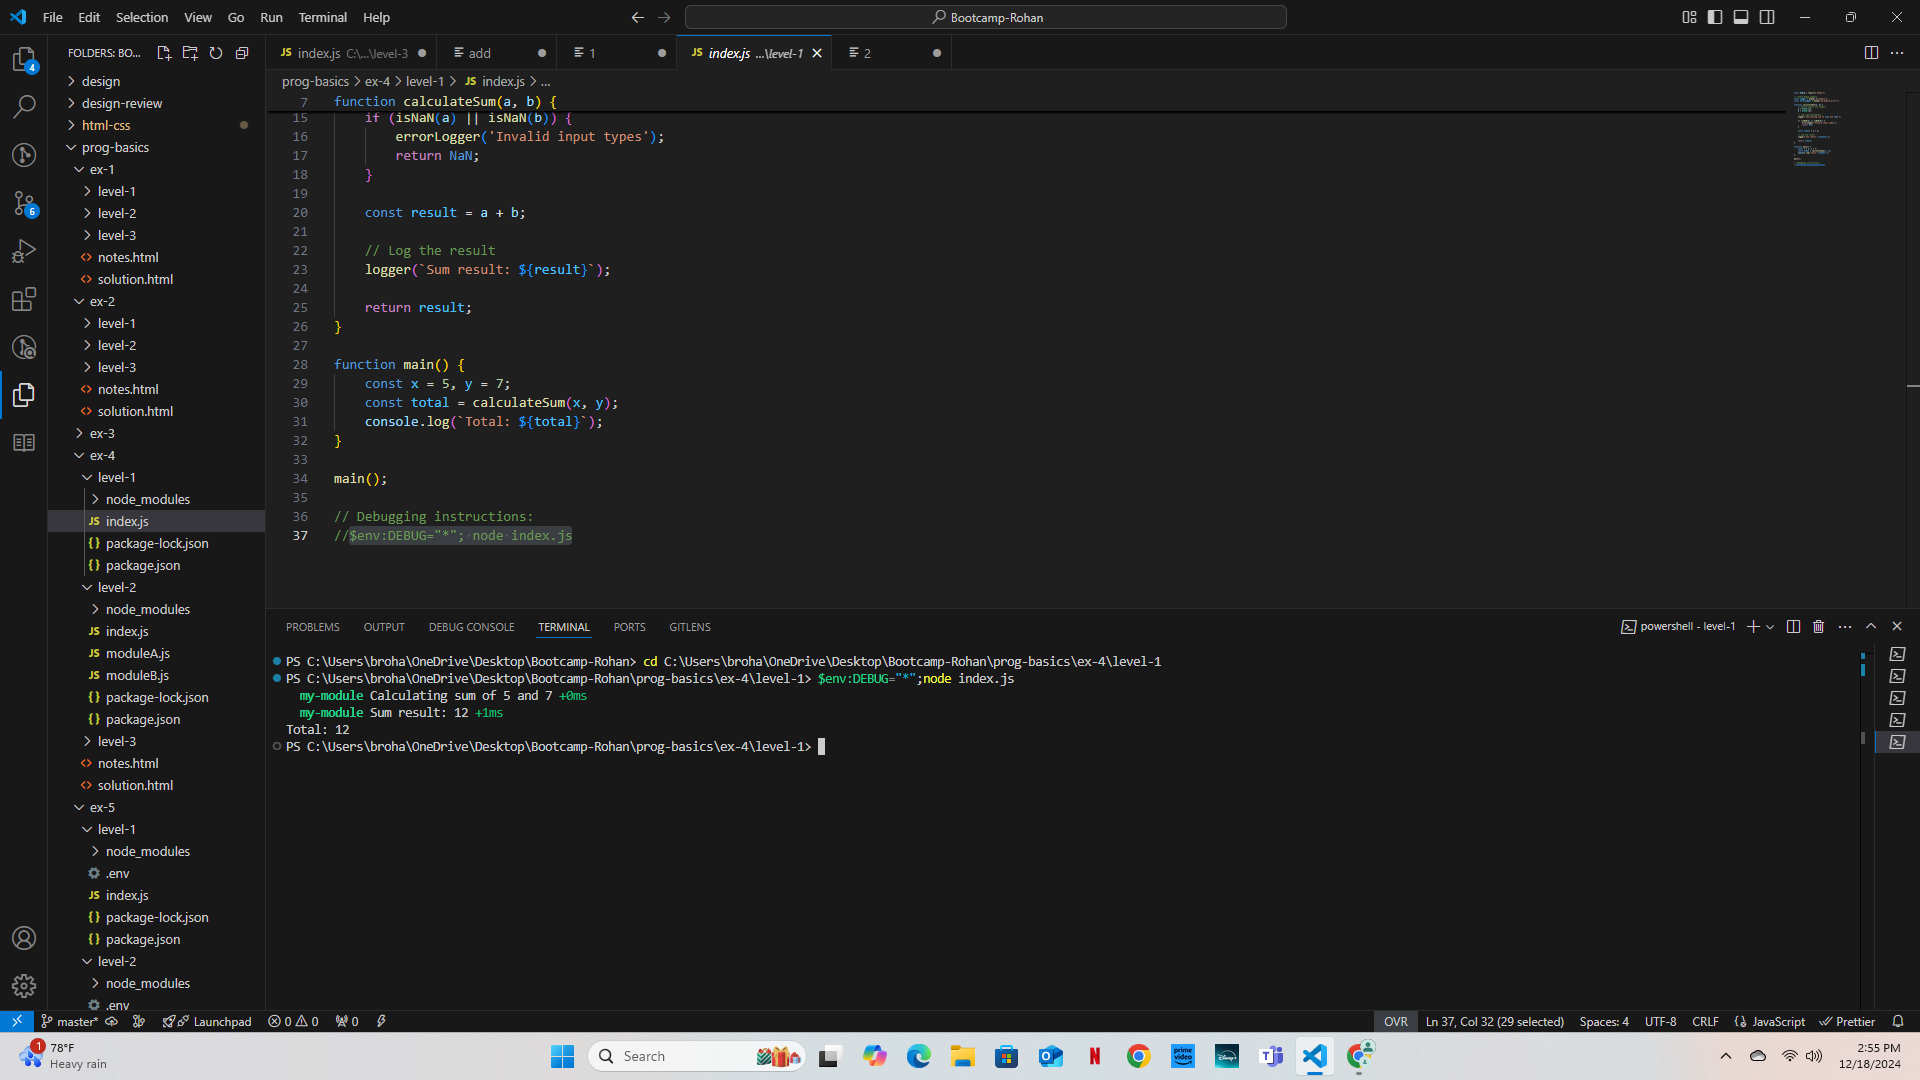 File Edit Selection View Go Run Terminal Help
Bootcamp-Rohan
FOLDERS: BO...
index.js C:\...\level-3
add
1
index.js ...\level-1
2
prog-basics > ex-4 > level-1 > JS index.js > ...
4
6
design
design-review
html-css
prog-basics
ex-1
level-1
level-2
level-3
notes.html
solution.html
ex-2
level-1
level-2
level-3
notes.html
solution.html
ex-3
ex-4
level-1
node_modules
index.js
package-lock.json
package.json
level-2
node_modules
index.js
moduleA.js
moduleB.js
package-lock.json
package.json
level-3
notes.html
solution.html
ex-5
level-1
node_modules
.env
index.js
package-lock.json
package.json
level-2
node_modules
.env
7 function calculateSum(a, b) {
15 if (isNaN(a) || isNaN(b)) {
16 errorLogger('Invalid input types');
17 return NaN;
18 }
19
20 const result = a + b;
21
22 // Log the result
23 logger(`Sum result: ${result}`);
24
25 return result;
26 }
27
28 function main() {
29 const x = 5, y = 7;
30 const total = calculateSum(x, y);
31 console.log(`Total: ${total}`);
32 }
33
34 main();
35
36 // Debugging instructions:
37 //$env:DEBUG="*"; node index.js
PROBLEMS OUTPUT DEBUG CONSOLE TERMINAL PORTS GITLENS
powershell - level-1
PS C:\Users\broha\OneDrive\Desktop\Bootcamp-Rohan> cd C:\Users\broha\OneDrive\Desktop\Bootcamp-Rohan\prog-basics\ex-4\level-1
PS C:\Users\broha\OneDrive\Desktop\Bootcamp-Rohan\prog-basics\ex-4\level-1> $env:DEBUG="*";node index.js
my-module Calculating sum of 5 and 7 +0ms
my-module Sum result: 12 +1ms
Total: 12
PS C:\Users\broha\OneDrive\Desktop\Bootcamp-Rohan\prog-basics\ex-4\level-1>
master* Launchpad 0 0 0
OVR Ln 37, Col 32 (29 selected) Spaces: 4 UTF-8 CRLF JavaScript Prettier
1
78°F
Heavy rain
Search
prime video
Disney+
2:55 PM
12/18/2024